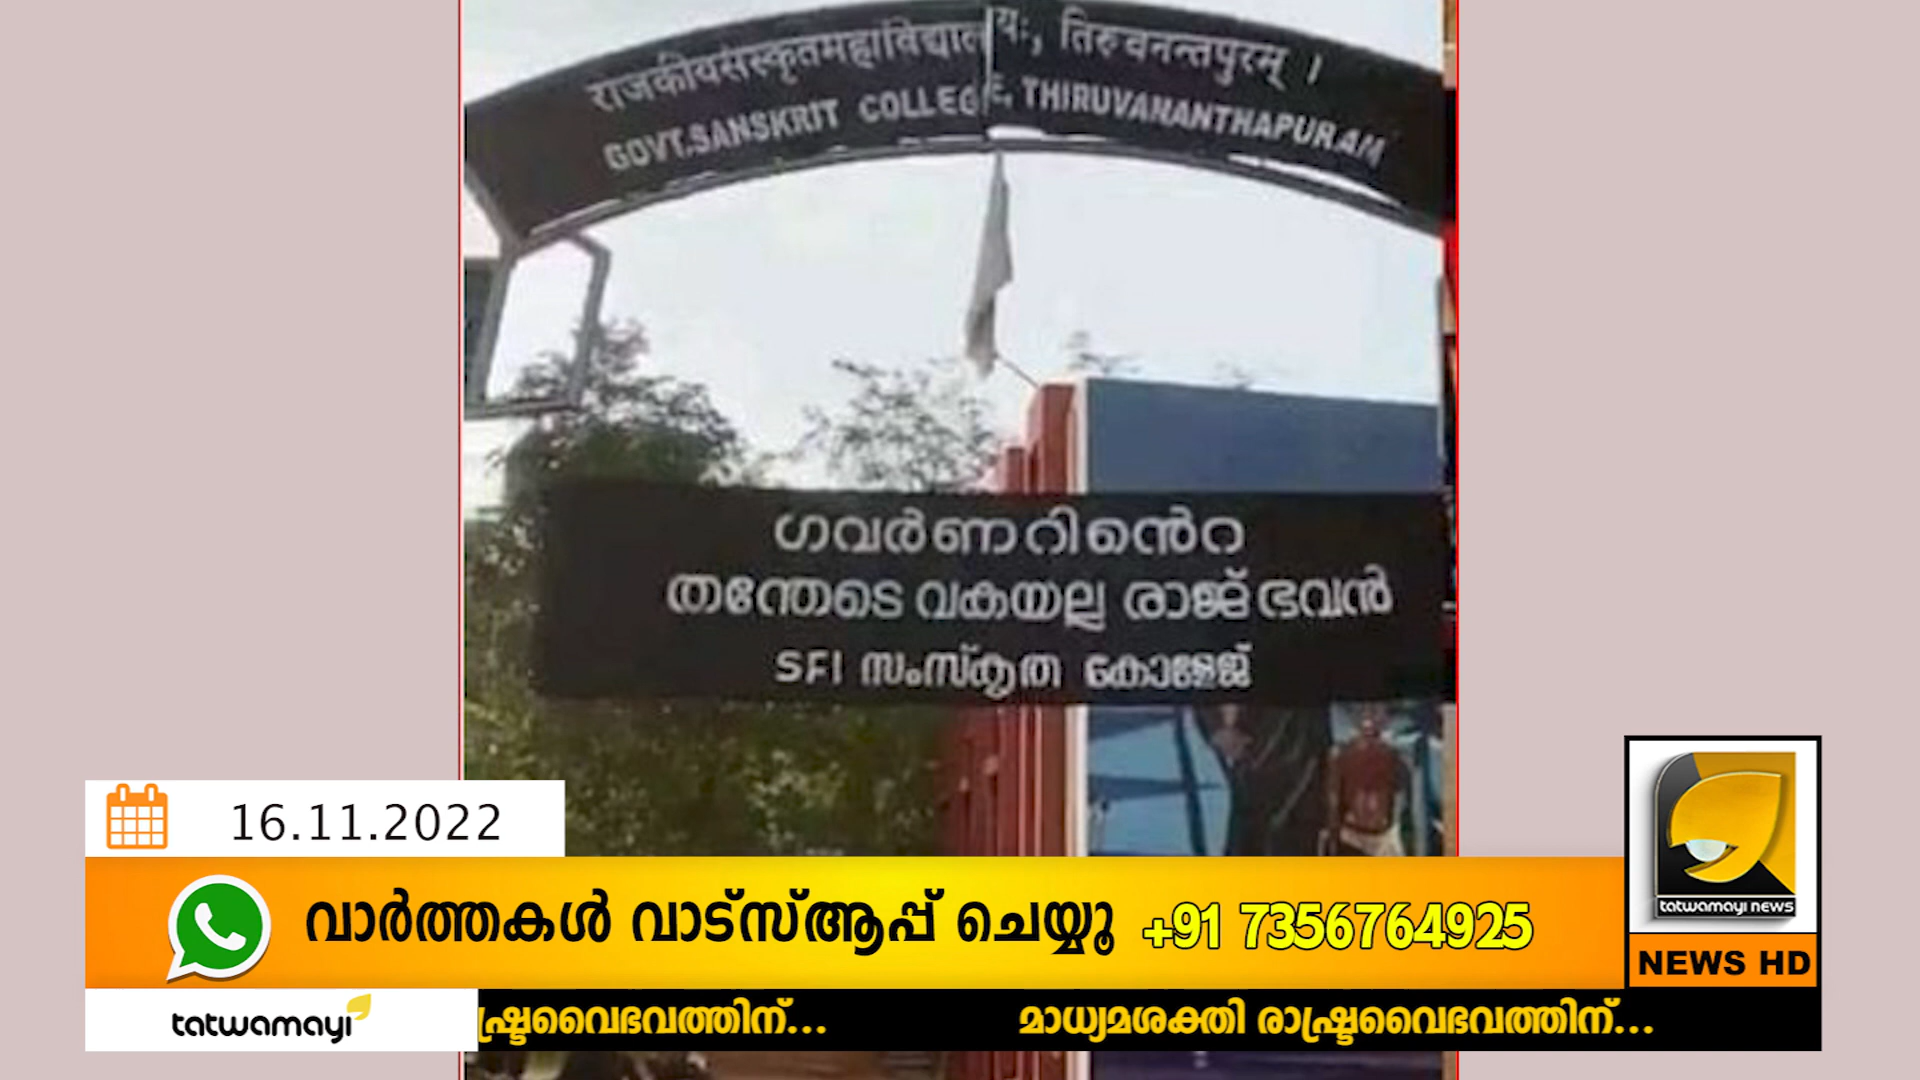 राजकीयसंस्कृतमहाविद्यालयः, तिरुवनन्तपुरम् ।
GOVT.SANSKRIT COLLEGE, THIRUVANANTHAPURAM
ഗവർണറിൻെറ
തന്തേടെ വകയല്ല രാജ്ഭവൻ
SFI സംസ്കൃത കോളേജ്
16.11.2022
വാർത്തകൾ വാട്സ്ആപ്പ് ചെയ്യൂ +91 7356764925
tatwamayi news
NEWS HD
tatwamayi
ഷ്ട്രവൈഭവത്തിന്... മാധ്യമശക്തി രാഷ്ട്രവൈഭവത്തിന്...